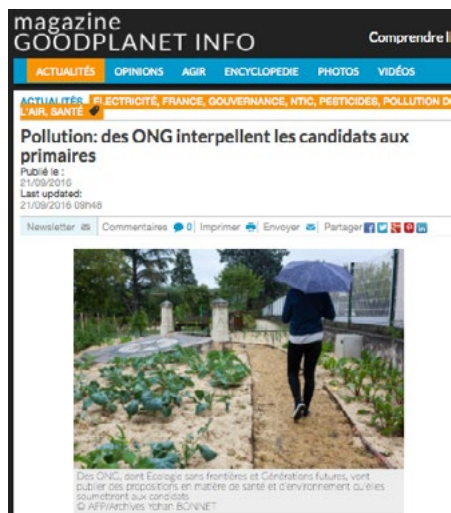 magazine
GOODPLANET INFO
Comprendre
ACTUALITÉS OPINIONS AGIR ENCYCLOPEDIE PHOTOS VIDÉOS
ACTUALITÉS ELECTRICITÉ, FRANCE, GOUVERNANCE, NTIC, PESTICIDES, POLLUTION DE
L'AIR, SANTÉ
Pollution: des ONG interpellent les candidats aux
primaires
Publié le :
21/09/2016
Last updated:
21/09/2016 09h48
Newsletter Commentaires 0 Imprimer Envoyer Partager
Des ONG, dont Ecologie sans frontières et Générations futures, vont
publier des propositions en matière de santé et d'environnement qu'elles
soumettront aux candidats
© AFP/Archives Yohan BONNET